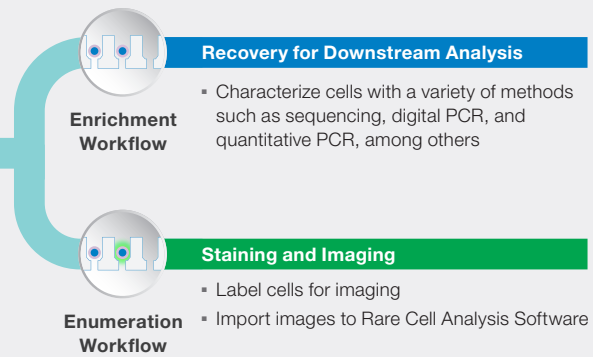 Recovery for Downstream Analysis
▪ Characterize cells with a variety of methods
such as sequencing, digital PCR, and
quantitative PCR, among others
Enrichment
Workflow
Staining and Imaging
▪ Label cells for imaging
▪ Import images to Rare Cell Analysis Software
Enumeration
Workflow